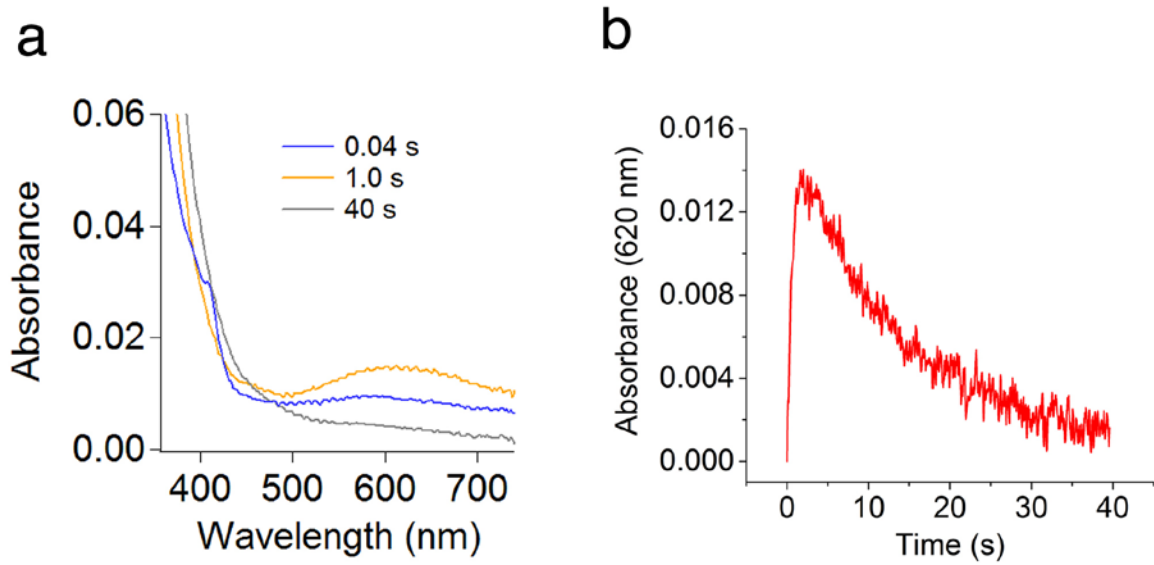 a
0.06
0.04
0.02
0.00
Absorbance
0.04 s
1.0 s
40 s
400 500 600 700
Wavelength (nm)
b
0.016
0.012
0.008
0.004
0.000
Absorbance (620 nm)
0 10 20 30 40
Time (s)